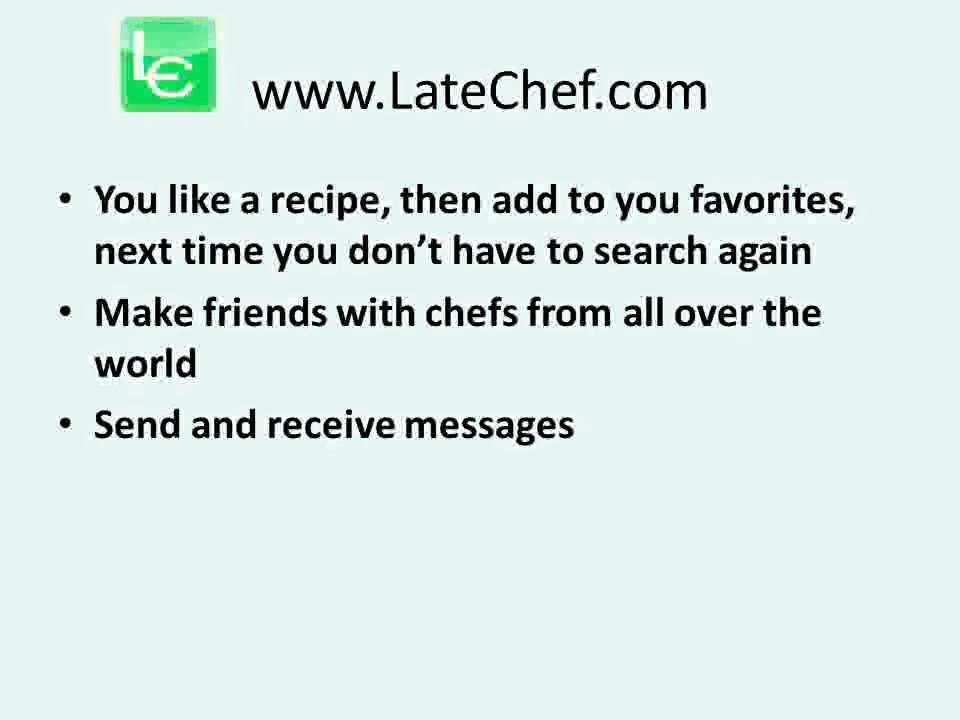 LC
www.LateChef.com
• You like a recipe, then add to you favorites,
next time you don’t have to search again
• Make friends with chefs from all over the
world
• Send and receive messages